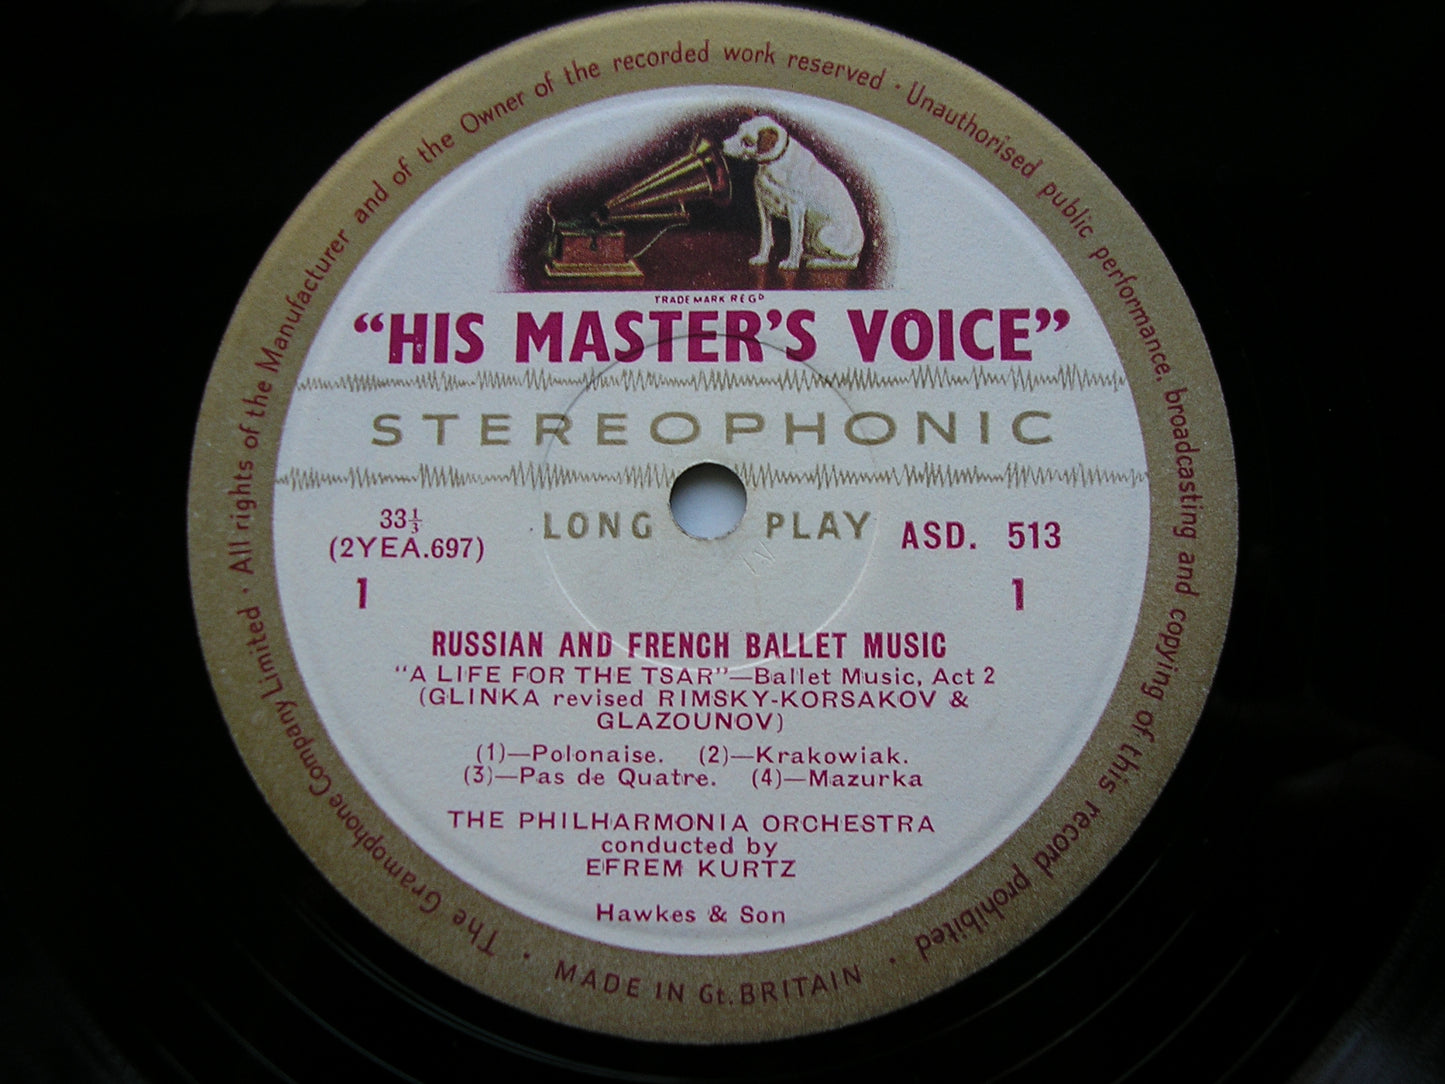 The Gramophone Company Limited · All rights of the Manufacturer and of the Owner of the recorded work reserved · Unauthorised public performance, broadcasting and copying of this record prohibited ·
TRADE MARK REGD
“HIS MASTER’S VOICE”
STEREOPHONIC
LONG PLAY
33⅓
(2YEA.697)
ASD. 513
1 1
RUSSIAN AND FRENCH BALLET MUSIC
“A LIFE FOR THE TSAR”—Ballet Music, Act 2
(GLINKA revised RIMSKY-KORSAKOV &
GLAZOUNOV)
(1)—Polonaise. (2)—Krakowiak.
(3)—Pas de Quatre. (4)—Mazurka
THE PHILHARMONIA ORCHESTRA
conducted by
EFREM KURTZ
Hawkes & Son
· MADE IN Gt. BRITAIN ·